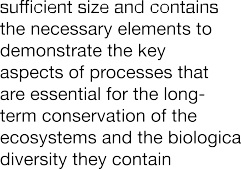 sufficient size and contains
the necessary elements to
demonstrate the key
aspects of processes that
are essential for the long-
term conservation of the
ecosystems and the biologica
diversity they contain